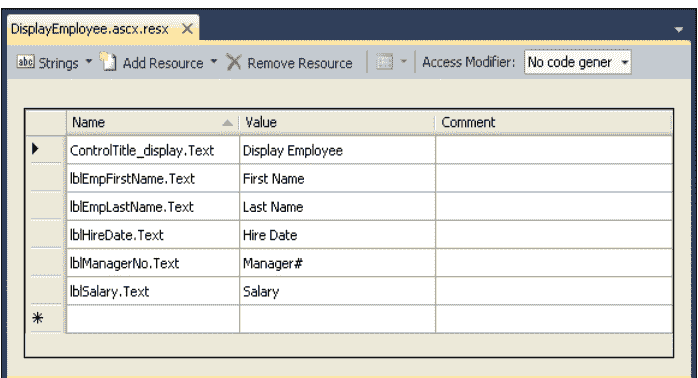 DisplayEmployee.ascx.resx
abc Strings Add Resource Remove Resource Access Modifier: No code gener
Name Value Comment
ControlTitle_display.Text Display Employee
lblEmpFirstName.Text First Name
lblEmpLastName.Text Last Name
lblHireDate.Text Hire Date
lblManagerNo.Text Manager#
lblSalary.Text Salary